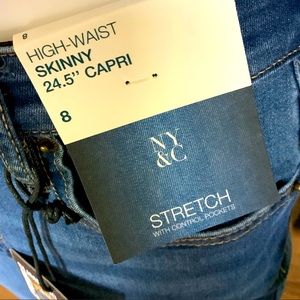 8
HIGH-WAIST
SKINNY
24.5" CAPRI
8
NY
&C
STRETCH
WITH CONTROL POCKETS